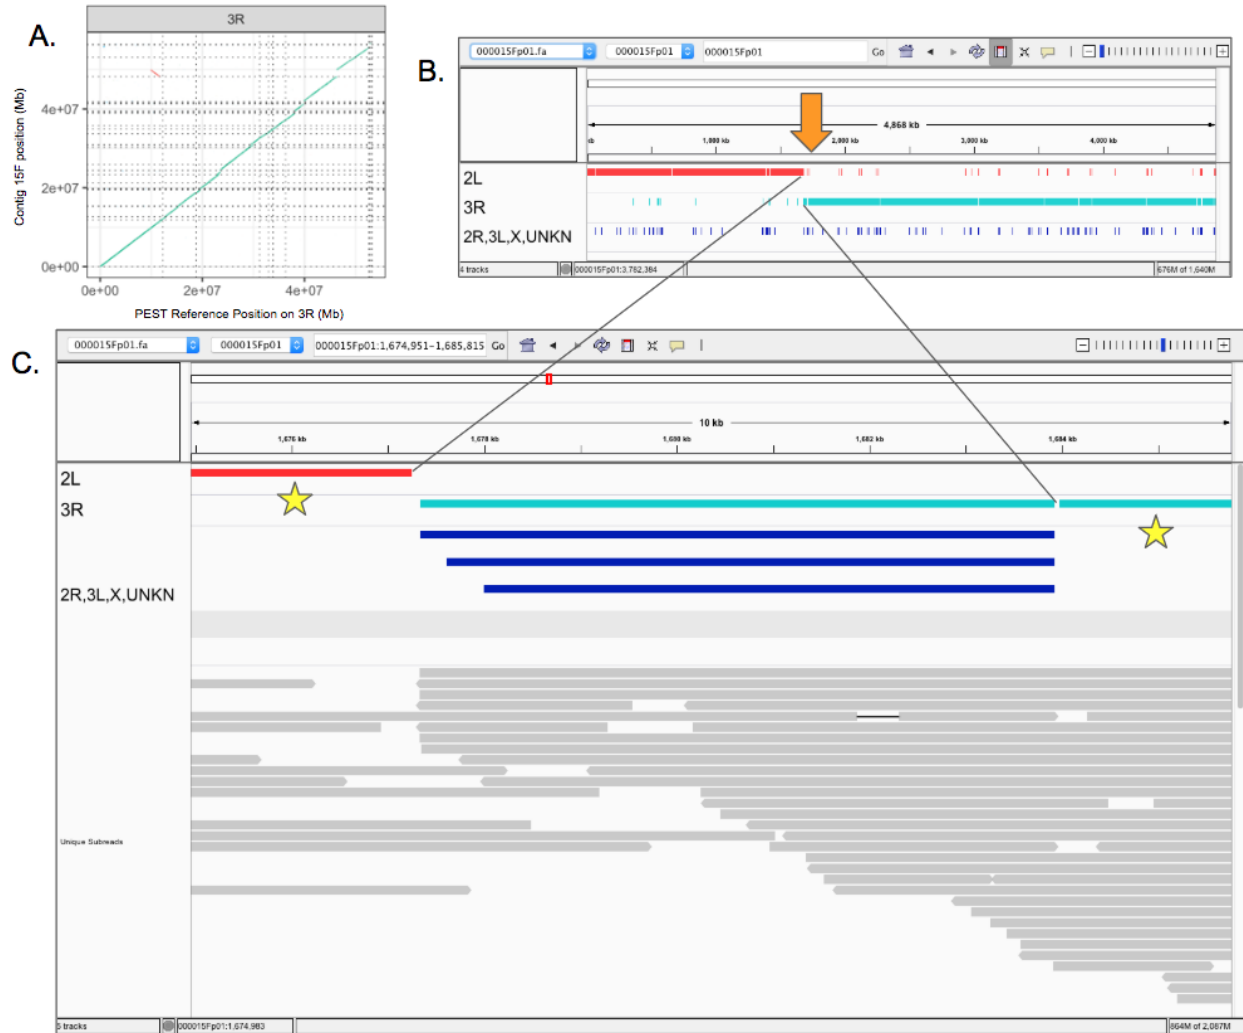 A.
3R
Contig 15F position (Mb)
4e+07
2e+07
0e+00
0e+00 2e+07 4e+07
PEST Reference Position on 3R (Mb)
B.
000015Fp01.fa 000015Fp01 000015Fp01 Go
4,868 kb
1,000 kb 2,000 kb 3,000 kb 4,000 kb
2L
3R
2R,3L,X,UNKN
4 tracks 000015Fp01:3,782,384 676M of 1,640M
C.
000015Fp01.fa 000015Fp01 000015Fp01:1,674,951-1,685,815 Go
10 kb
1,676 kb 1,678 kb 1,680 kb 1,682 kb 1,684 kb
2L
3R
2R,3L,X,UNKN
Unique Subreads
5 tracks 000015Fp01:1,674,983 864M of 2,087M